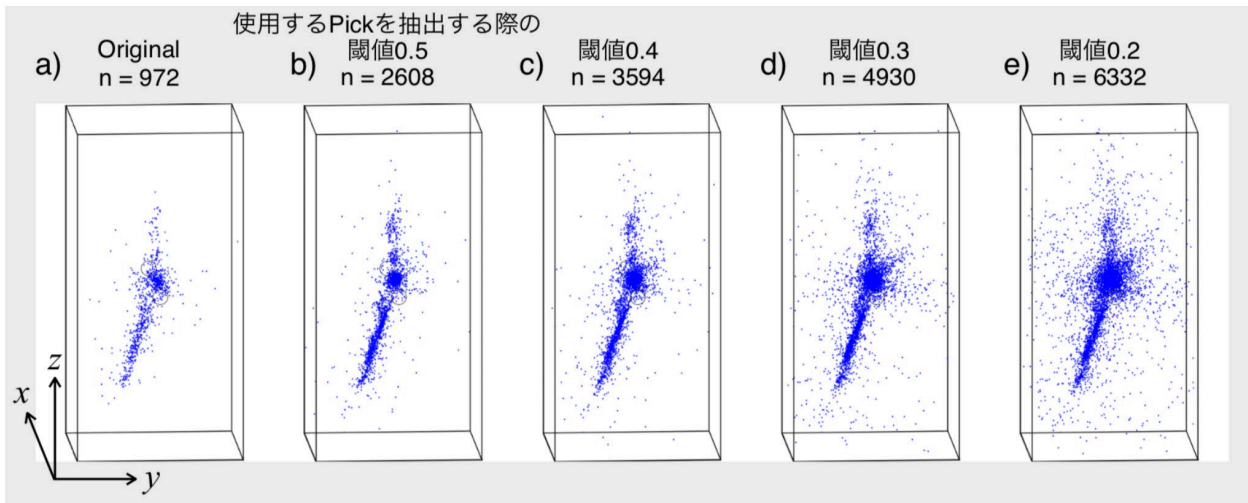 使用するPickを抽出する際の
a) Original
n = 972
b) 閾値0.5
n = 2608
c) 閾値0.4
n = 3594
d) 閾値0.3
n = 4930
e) 閾値0.2
n = 6332
z
x
y